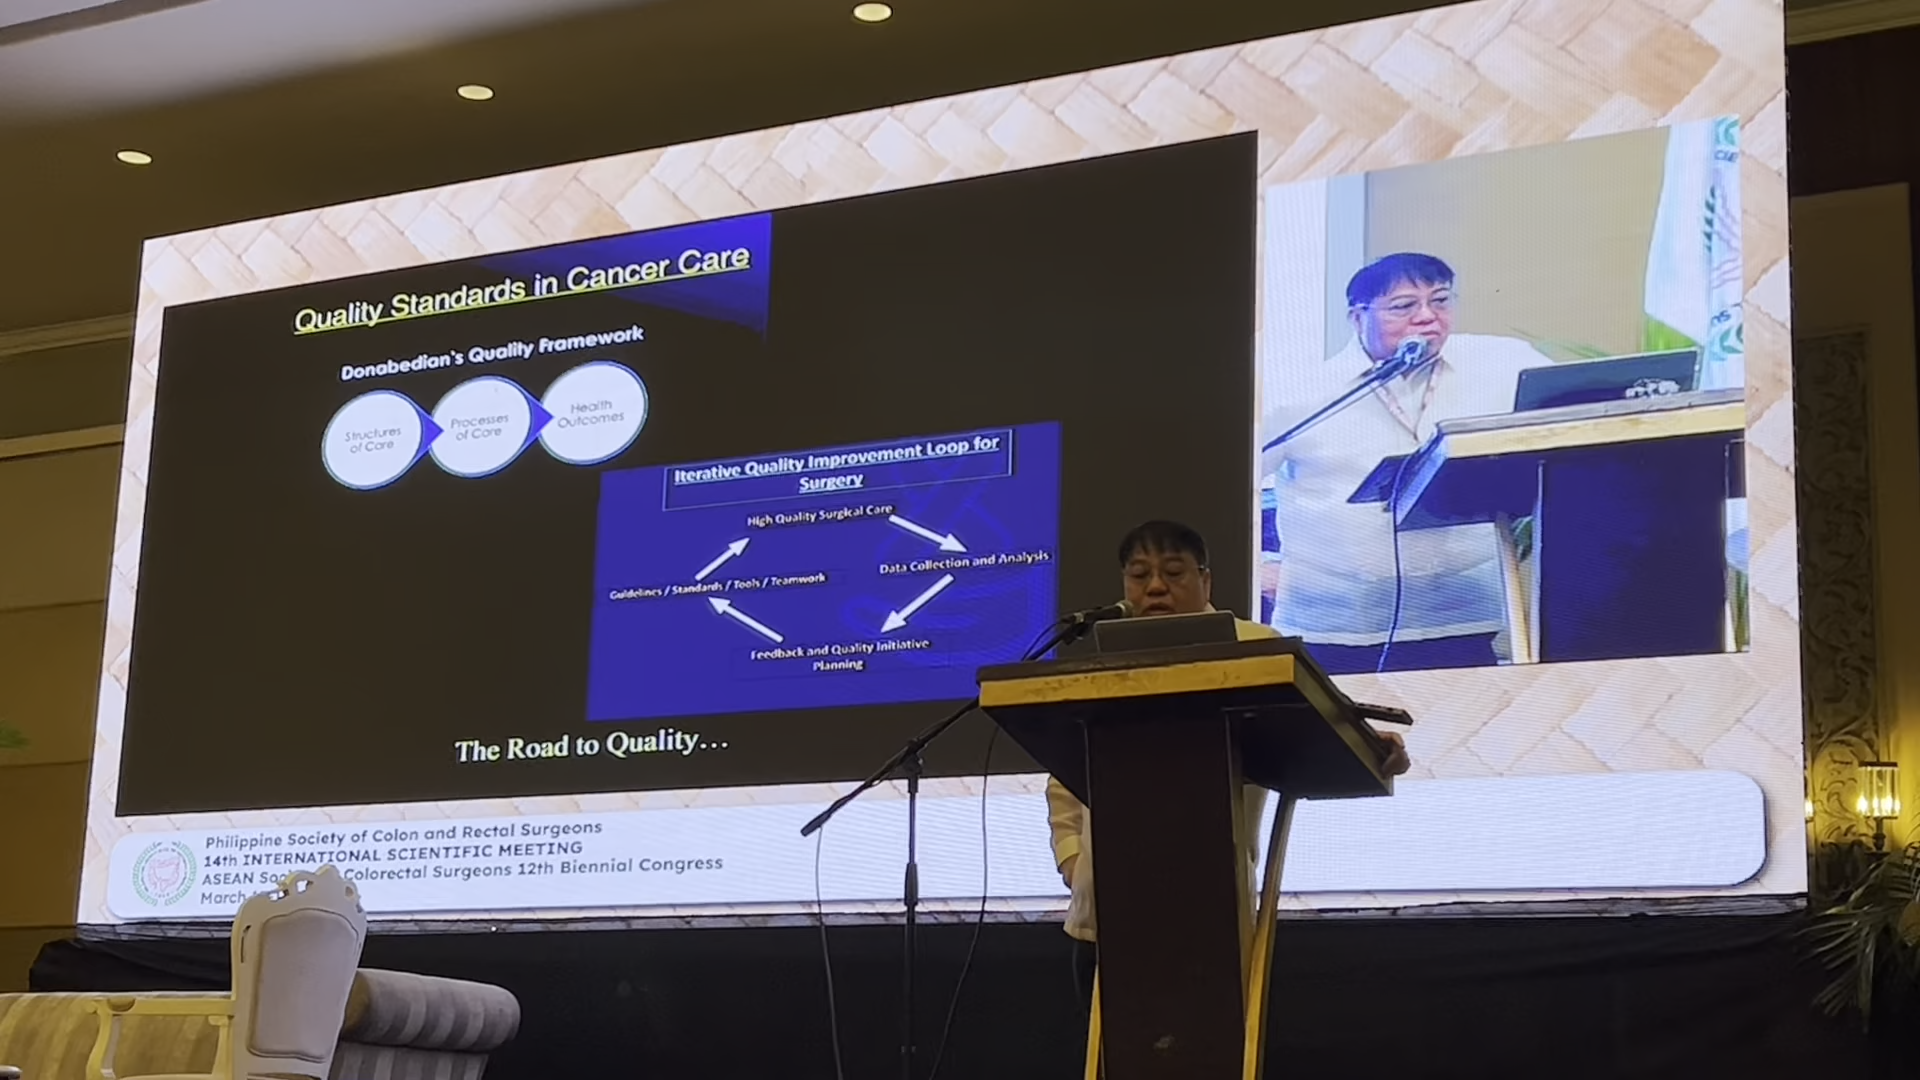 Quality Standards in Cancer Care
Donabedian's Quality Framework
Structures
of Care
Processes
of Care
Health
Outcomes
Iterative Quality Improvement Loop for
Surgery
High Quality Surgical Care
Data Collection and Analysis
Guidelines / Standards / Tools / Teamwork
Feedback and Quality Initiative
Planning
The Road to Quality...
Philippine Society of Colon and Rectal Surgeons
14th INTERNATIONAL SCIENTIFIC MEETING
ASEAN Colorectal Surgeons 12th Biennial Congress
March